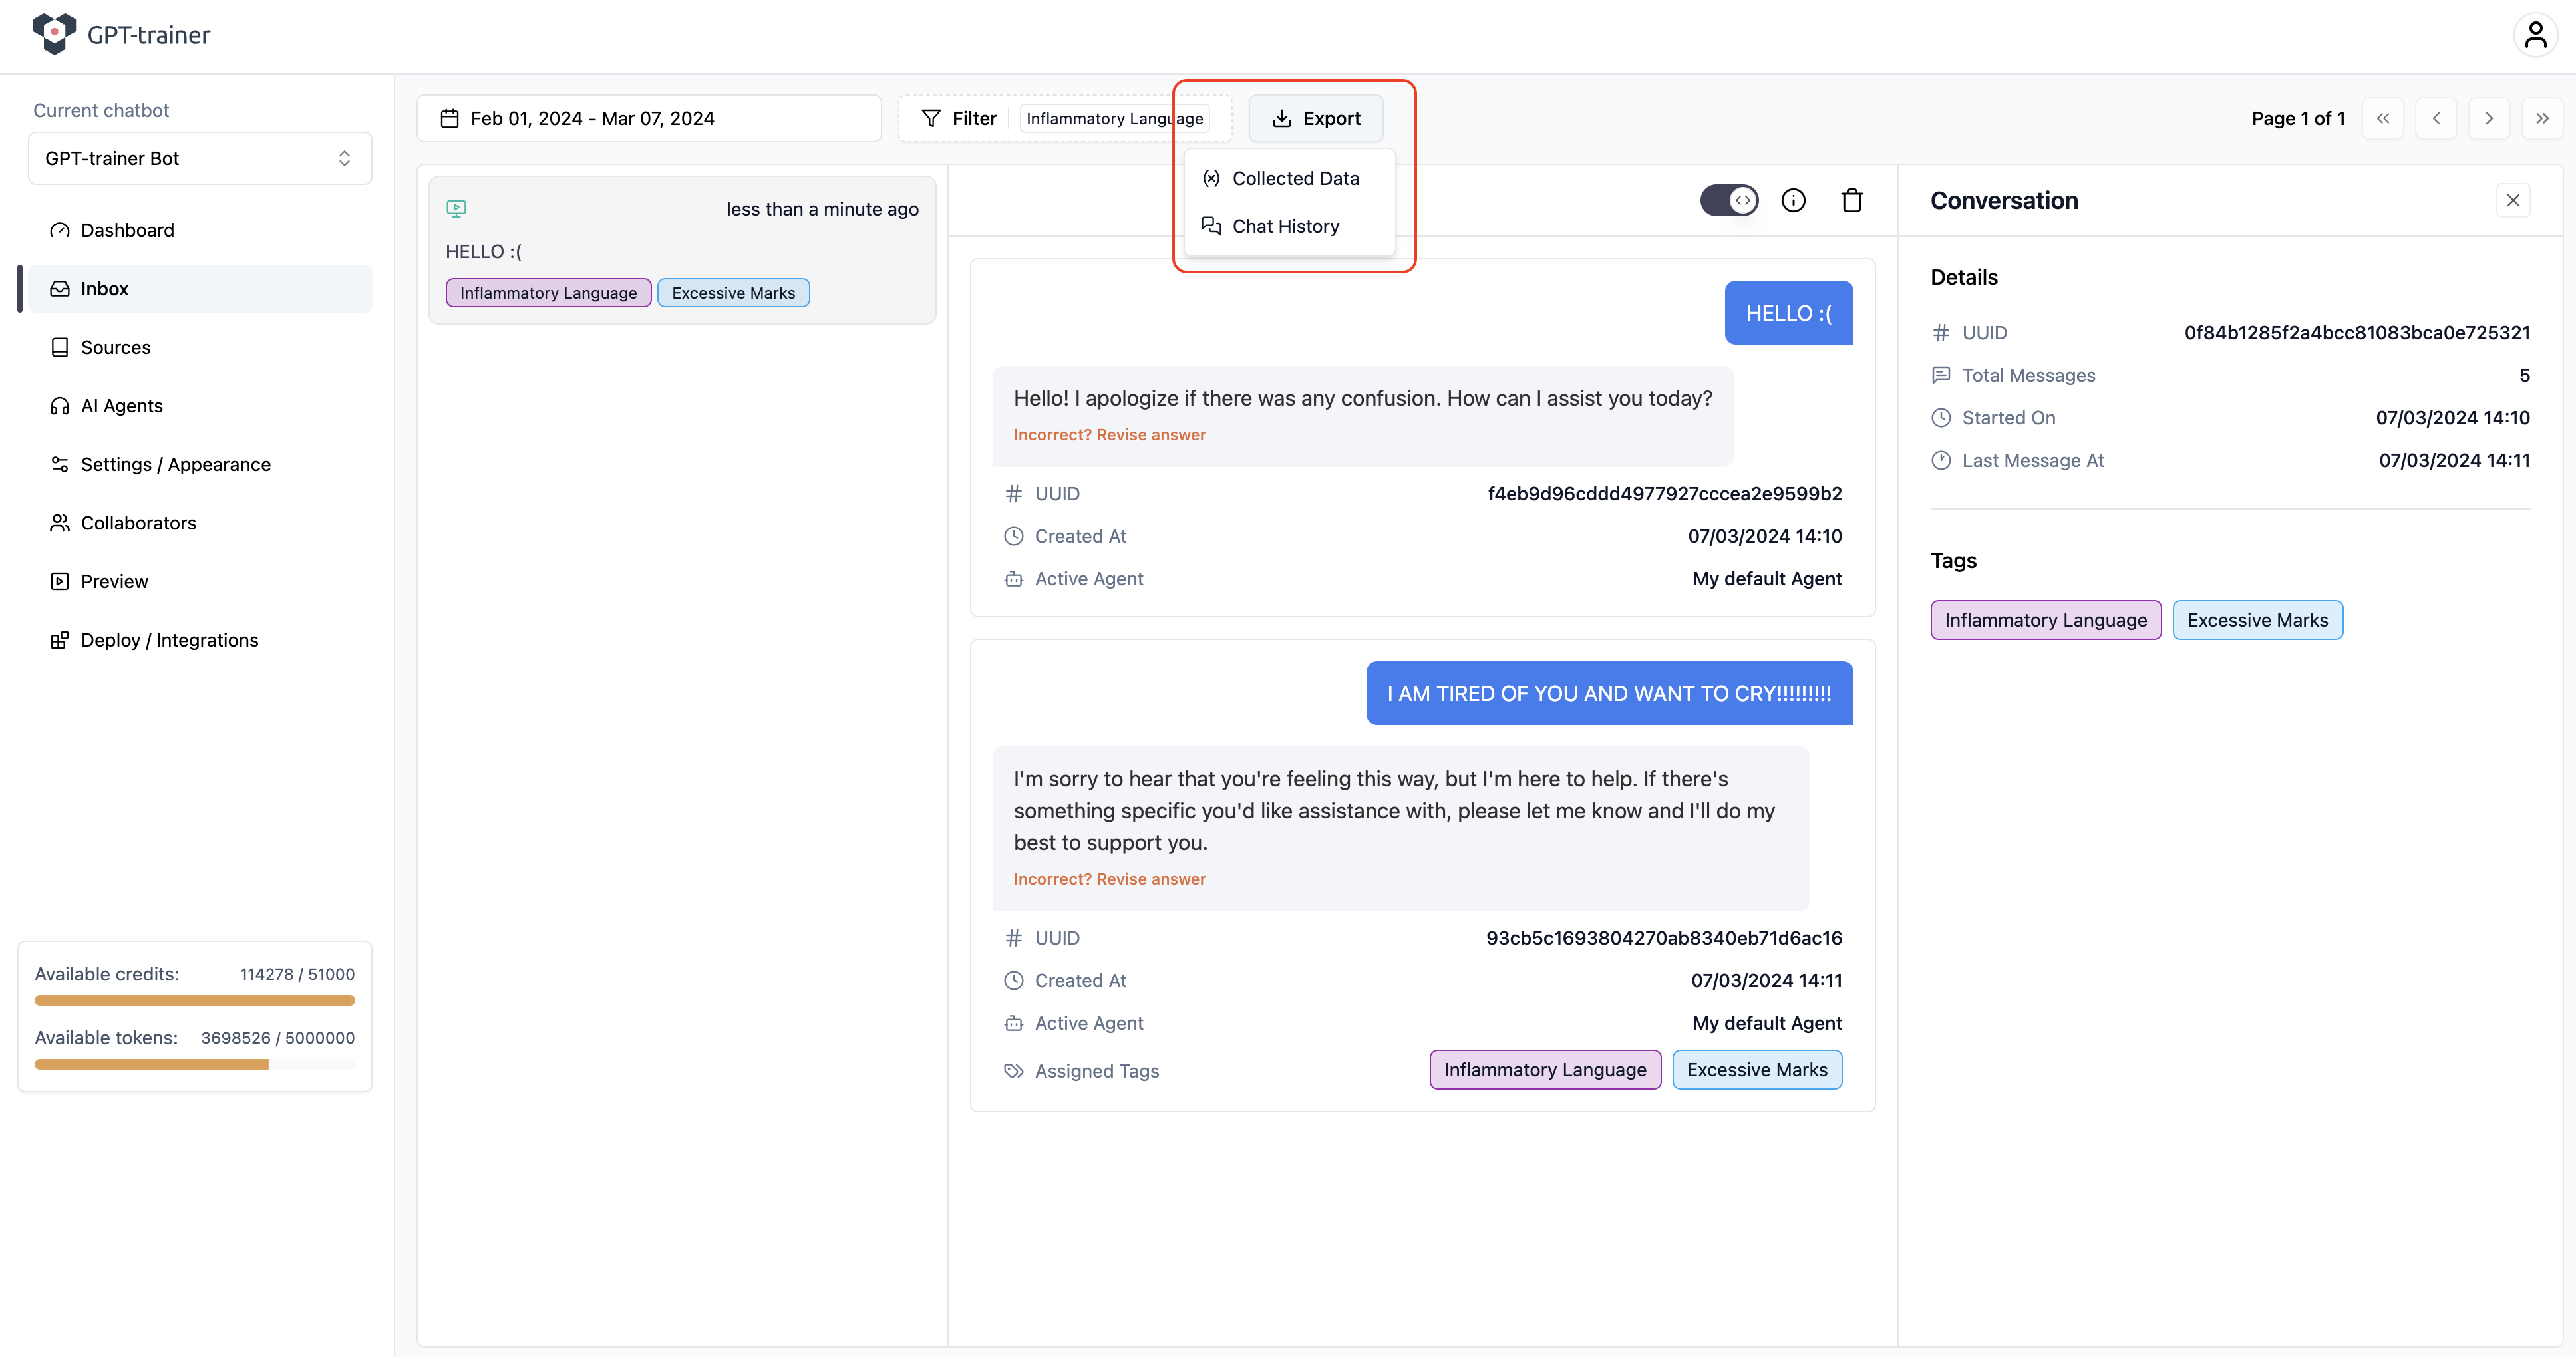 GPT-trainer
Current chatbot
GPT-trainer Bot
Dashboard
Inbox
Sources
AI Agents
Settings / Appearance
Collaborators
Preview
Deploy / Integrations
Available credits: 114278 / 51000
Available tokens: 3698526 / 5000000
Feb 01, 2024 - Mar 07, 2024
Filter Inflammatory Language
Export
Collected Data
Chat History
Page 1 of 1
less than a minute ago
HELLO :(
Inflammatory Language Excessive Marks
HELLO :(
Hello! I apologize if there was any confusion. How can I assist you today?
Incorrect? Revise answer
UUID f4eb9d96cddd4977927cccea2e9599b2
Created At 07/03/2024 14:10
Active Agent My default Agent
I AM TIRED OF YOU AND WANT TO CRY!!!!!!!!!
I'm sorry to hear that you're feeling this way, but I'm here to help. If there's
something specific you'd like assistance with, please let me know and I'll do my
best to support you.
Incorrect? Revise answer
UUID 93cb5c1693804270ab8340eb71d6ac16
Created At 07/03/2024 14:11
Active Agent My default Agent
Assigned Tags Inflammatory Language Excessive Marks
Conversation
Details
UUID 0f84b1285f2a4bcc81083bca0e725321
Total Messages 5
Started On 07/03/2024 14:10
Last Message At 07/03/2024 14:11
Tags
Inflammatory Language Excessive Marks